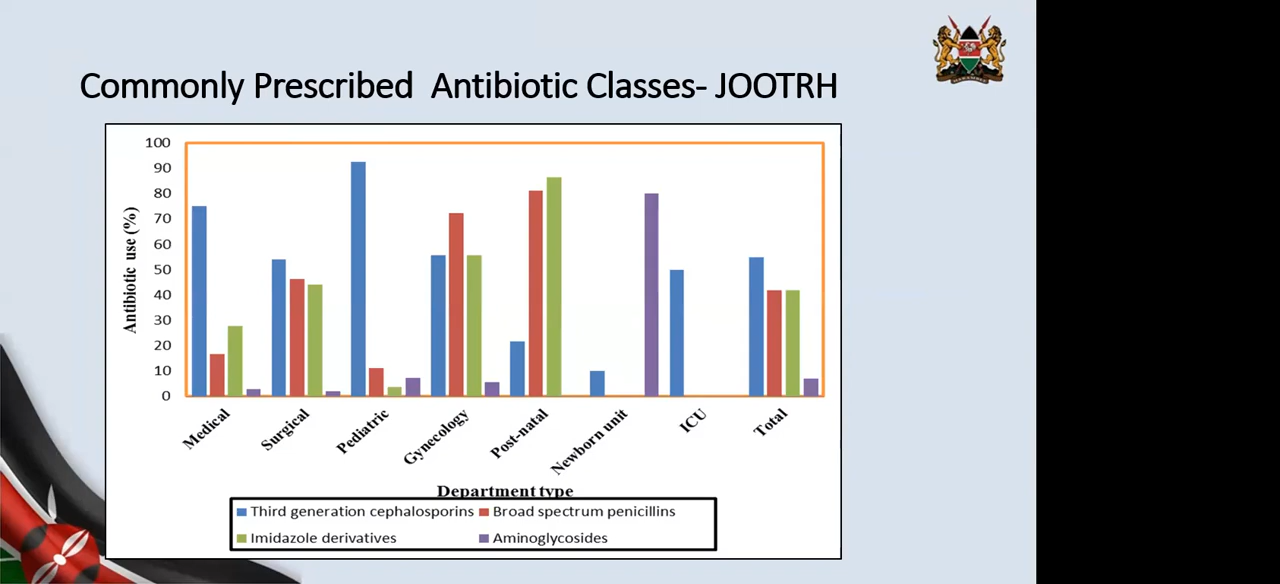 Commonly Prescribed Antibiotic Classes- JOOTRH
100
90
80
70
60
50
40
30
20
10
0
Antibiotic use (%)
Medical
Surgical
Pediatric
Gynecology
Post-natal
Newborn unit
ICU
Total
Department type
Third generation cephalosporins
Broad spectrum penicillins
Imidazole derivatives
Aminoglycosides